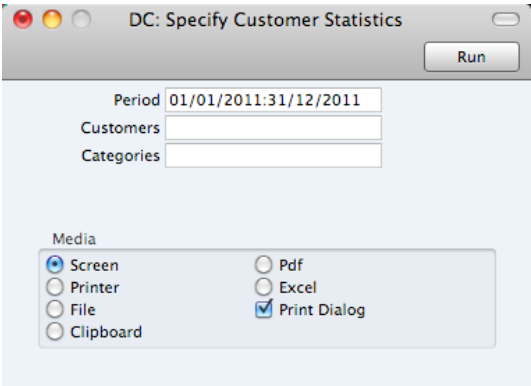 DC: Specify Customer Statistics
Run
Period 01/01/2011:31/12/2011
Customers
Categories
Media
Screen Pdf
Printer Excel
File Print Dialog
Clipboard